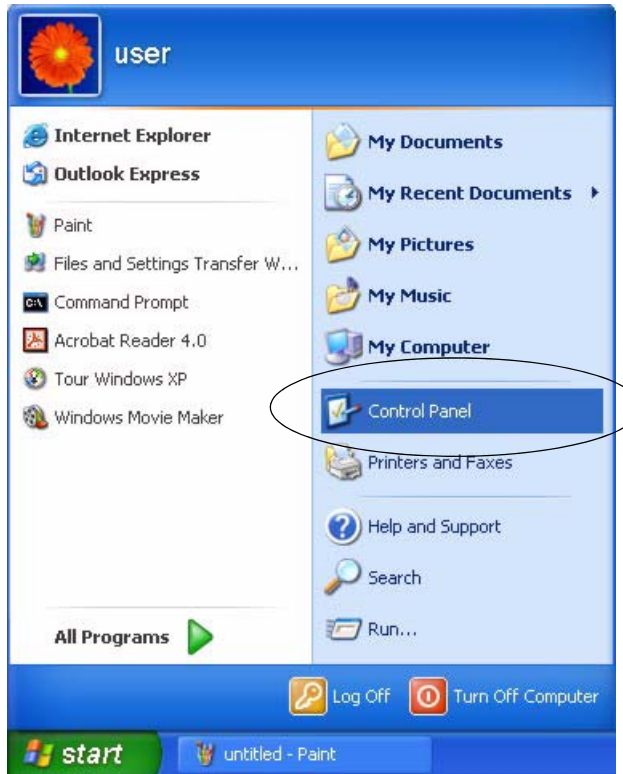 user
Internet Explorer
Outlook Express
Paint
Files and Settings Transfer W...
C:\
Command Prompt
Acrobat Reader 4.0
Tour Windows XP
Windows Movie Maker
All Programs
My Documents
My Recent Documents
My Pictures
My Music
My Computer
Control Panel
Printers and Faxes
Help and Support
Search
Run...
Log Off
Turn Off Computer
start
untitled - Paint